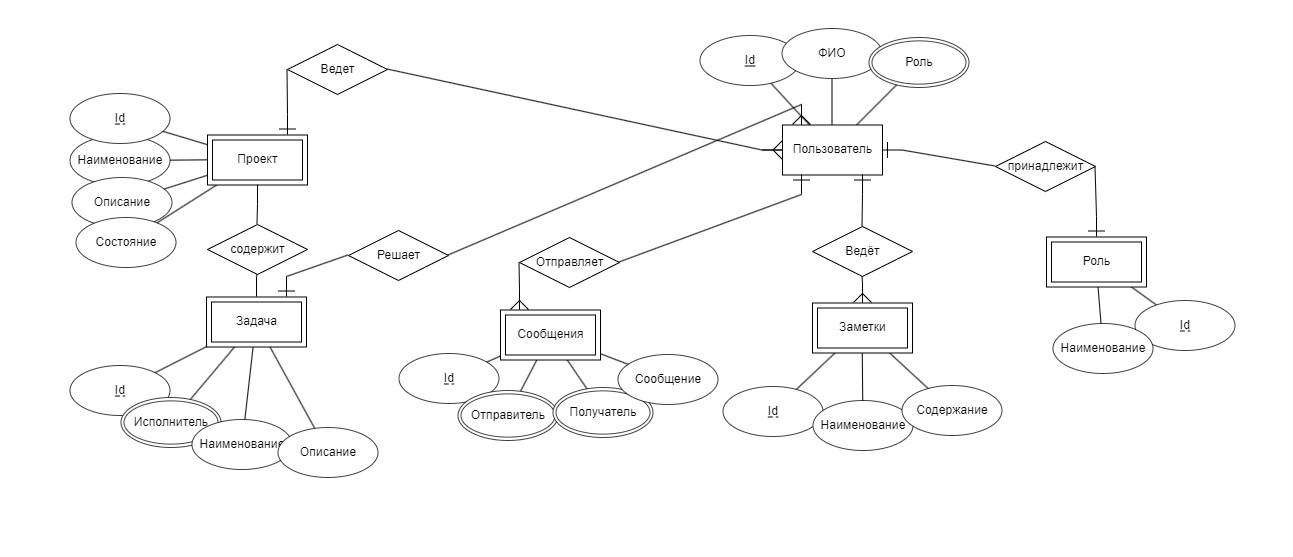 Ведет
Id
ФИО
Роль
Id
Наименование
Описание
Состояние
Проект
Пользователь
принадлежит
содержит
Решает
Отправляет
Ведёт
Роль
Задача
Сообщения
Заметки
Id
Наименование
Id
Исполнитель
Наименование
Описание
Id
Отправитель
Получатель
Сообщение
Id
Наименование
Содержание